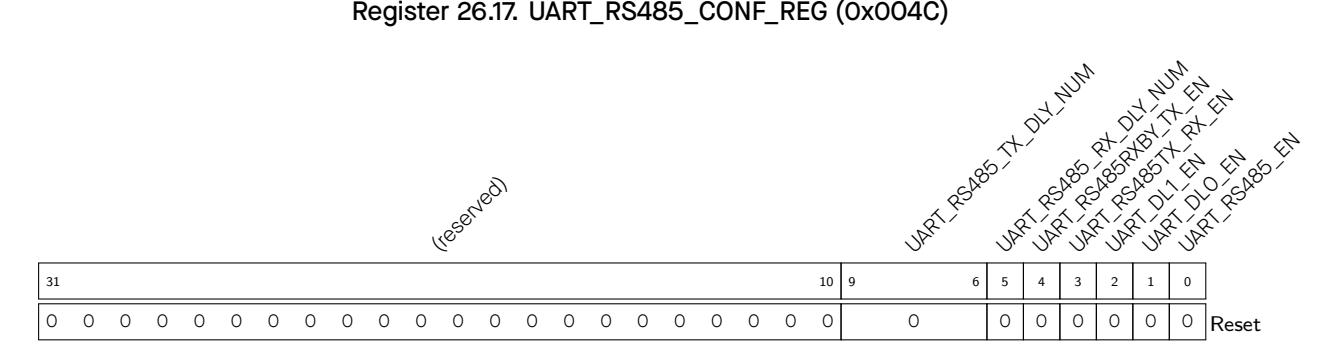 Register 26.17. UART_RS485_CONF_REG (0x004C)
(reserved)
UART_RS485_TX_DLY_NUM
UART_RS485_RX_DLY_NUM
UART_RS485RXBY_TX_EN
UART_RS485TX_RX_EN
UART_DL1_EN
UART_DL0_EN
UART_RS485_EN
31 10 9 6 5 4 3 2 1 0
0 0 0 0 0 0 0 0 0 0 0 0 0 0 0 0 0 0 0 0 0 0 0 0 0 0 0 0 0 Reset